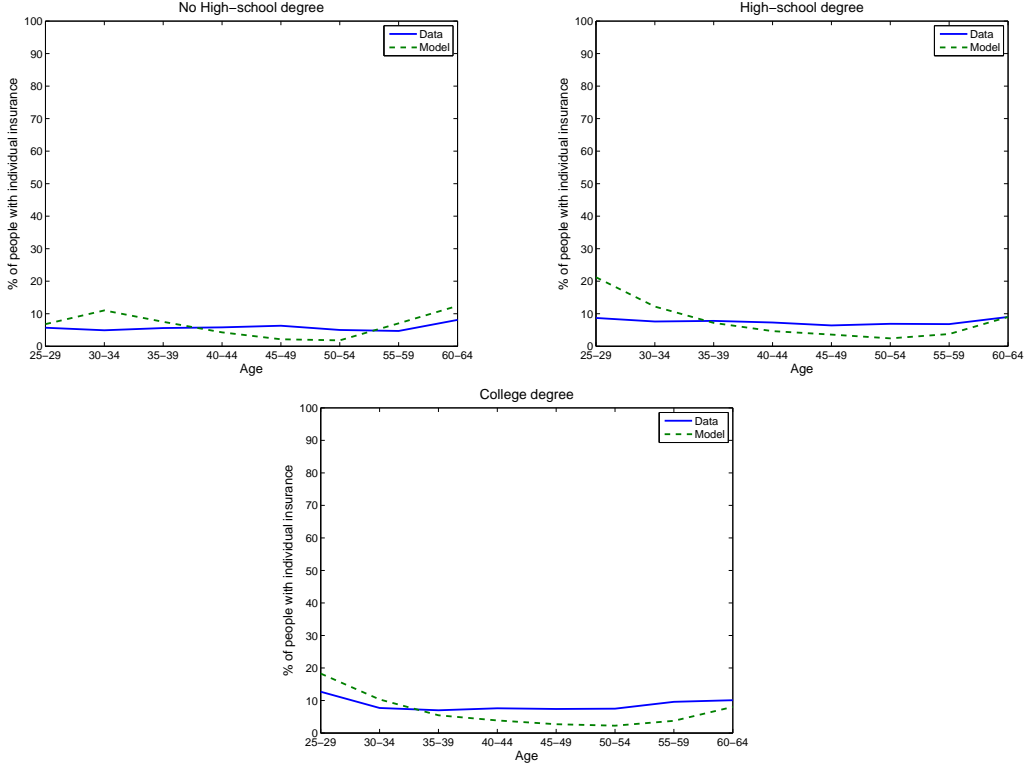 No High–school degree
Data
Model
100
90
80
70
60
50
40
30
20
10
0
% of people with individual insurance
25–29 30–34 35–39 40–44 45–49 50–54 55–59 60–64
Age
High–school degree
Data
Model
100
90
80
70
60
50
40
30
20
10
0
% of people with individual insurance
25–29 30–34 35–39 40–44 45–49 50–54 55–59 60–64
Age
College degree
Data
Model
100
90
80
70
60
50
40
30
20
10
0
% of people with individual insurance
25–29 30–34 35–39 40–44 45–49 50–54 55–59 60–64
Age